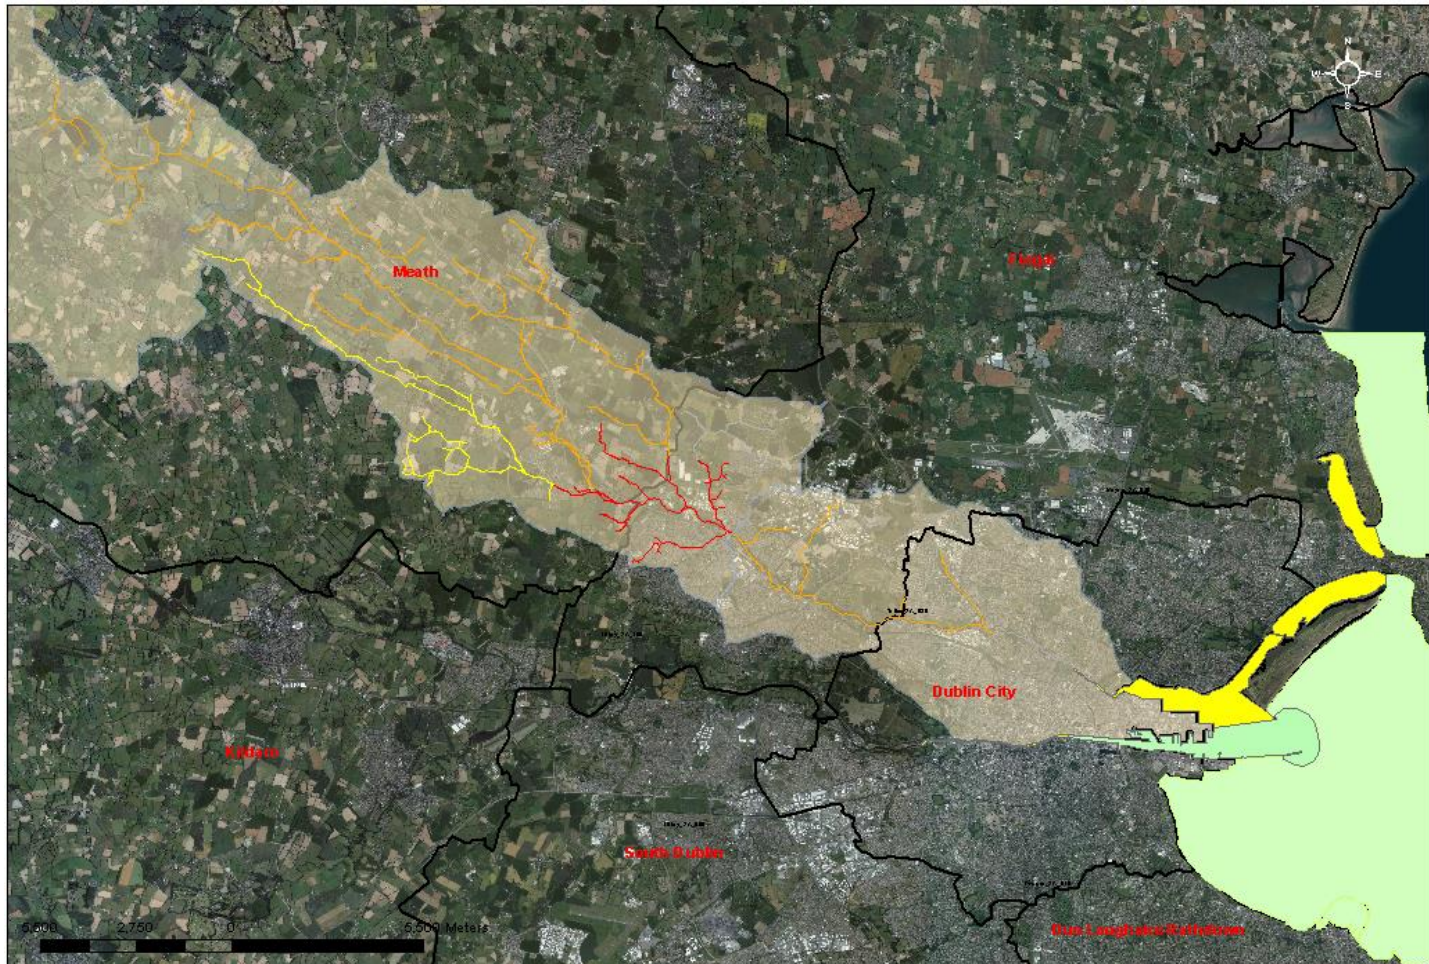 N
W E
S
Meath
Fingal
Dublin City
Kildare
South Dublin
Dun Laoghaire Rathdown
5,500 2,750 0 5,500 Meters